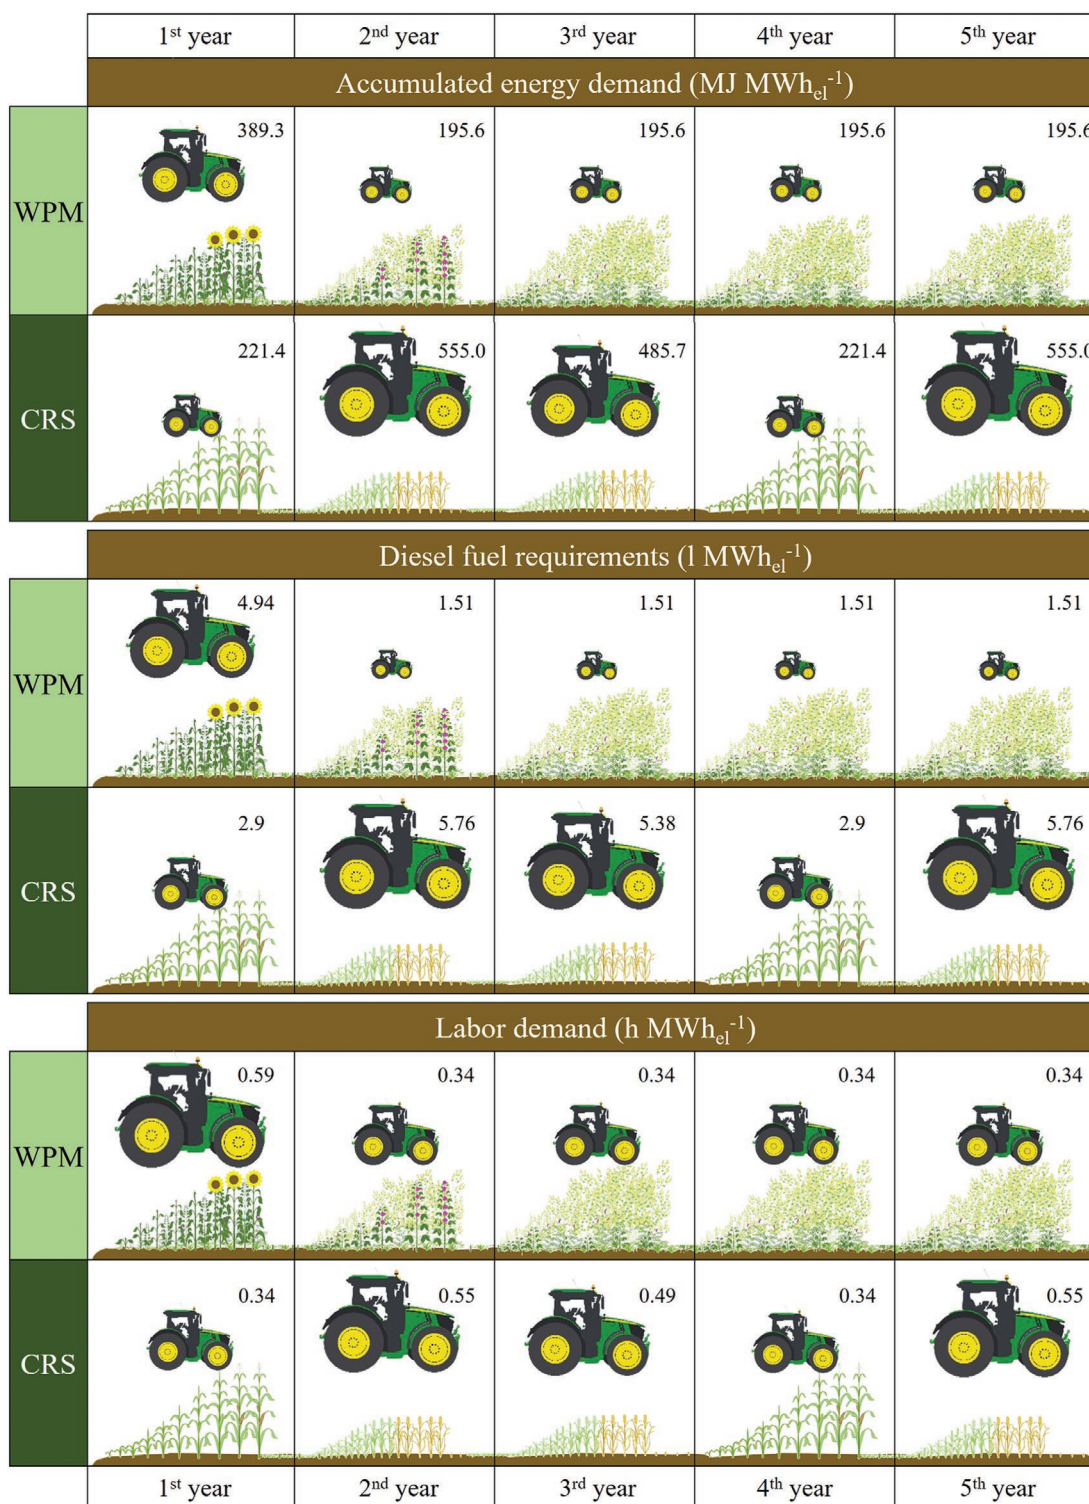 1st year 2nd year 3rd year 4th year 5th year
Accumulated energy demand (MJ MWhel-1)
WPM 389.3 195.6 195.6 195.6 195.6
CRS 221.4 555.0 485.7 221.4 555.0
Diesel fuel requirements (l MWhel-1)
WPM 4.94 1.51 1.51 1.51 1.51
CRS 2.9 5.76 5.38 2.9 5.76
Labor demand (h MWhel-1)
WPM 0.59 0.34 0.34 0.34 0.34
CRS 0.34 0.55 0.49 0.34 0.55
1st year 2nd year 3rd year 4th year 5th year